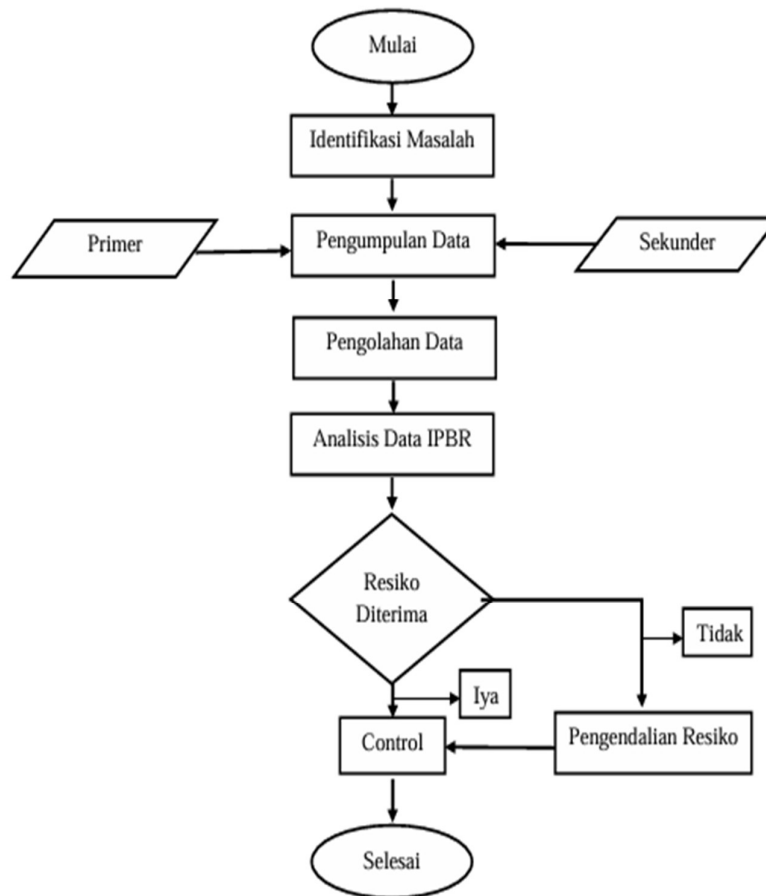 Mulai
Identifikasi Masalah
Primer
Pengumpulan Data
Sekunder
Pengolahan Data
Analisis Data IPBR
Resiko
Diterima
Tidak
Iya
Control
Pengendalian Resiko
Selesai